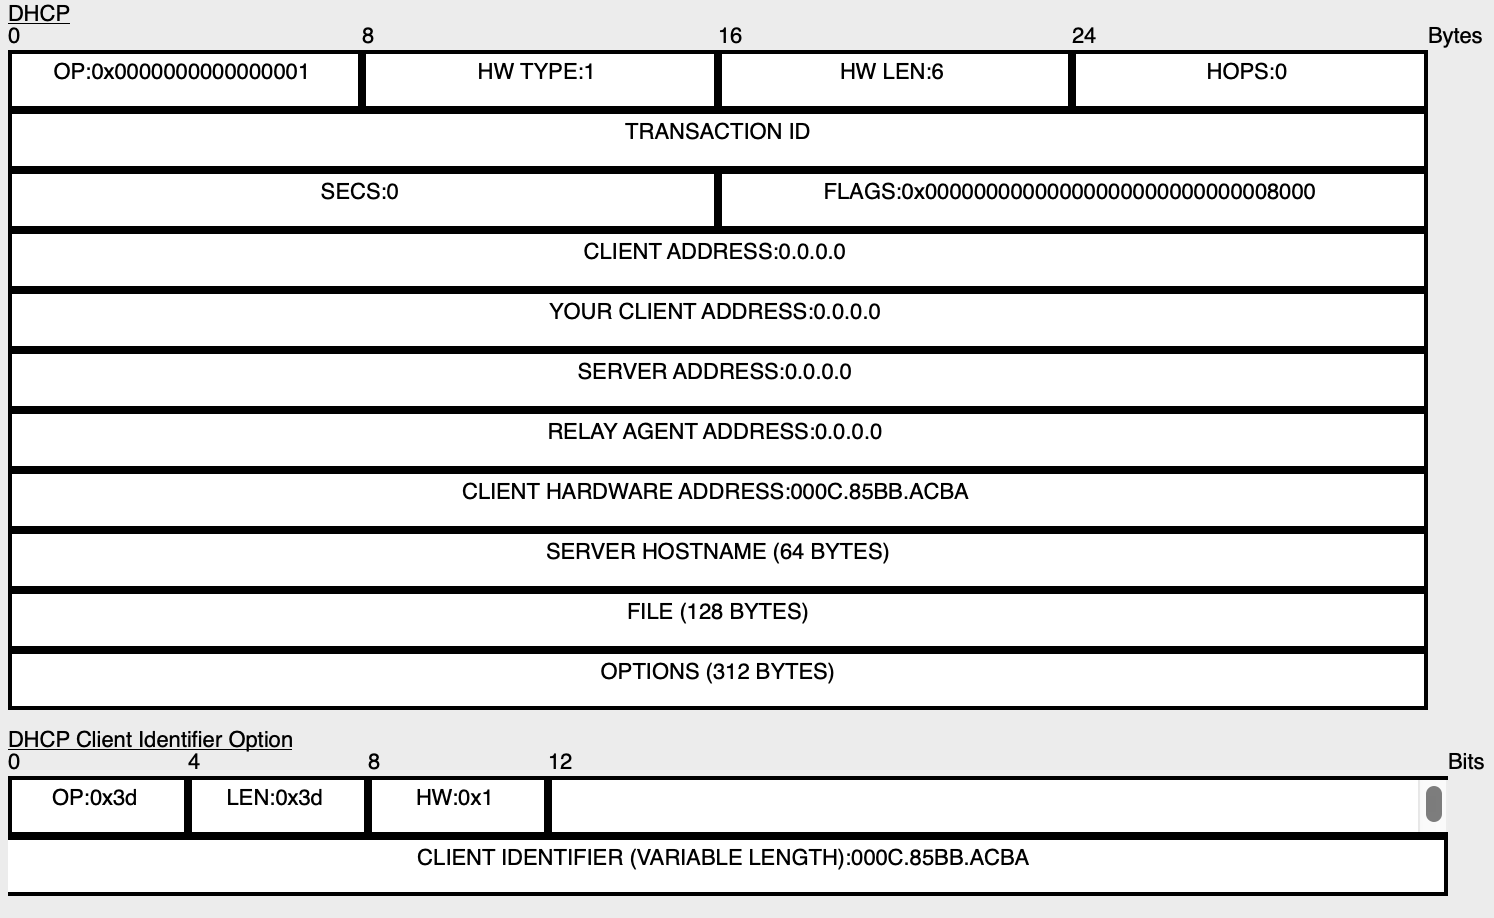 DHCP
0 8 16 24 Bytes
OP:0x0000000000000001 HW TYPE:1 HW LEN:6 HOPS:0
TRANSACTION ID
SECS:0 FLAGS:0x00000000000000000000000000008000
CLIENT ADDRESS:0.0.0.0
YOUR CLIENT ADDRESS:0.0.0.0
SERVER ADDRESS:0.0.0.0
RELAY AGENT ADDRESS:0.0.0.0
CLIENT HARDWARE ADDRESS:000C.85BB.ACBA
SERVER HOSTNAME (64 BYTES)
FILE (128 BYTES)
OPTIONS (312 BYTES)
DHCP Client Identifier Option
0 4 8 12 Bits
OP:0x3d LEN:0x3d HW:0x1
CLIENT IDENTIFIER (VARIABLE LENGTH):000C.85BB.ACBA